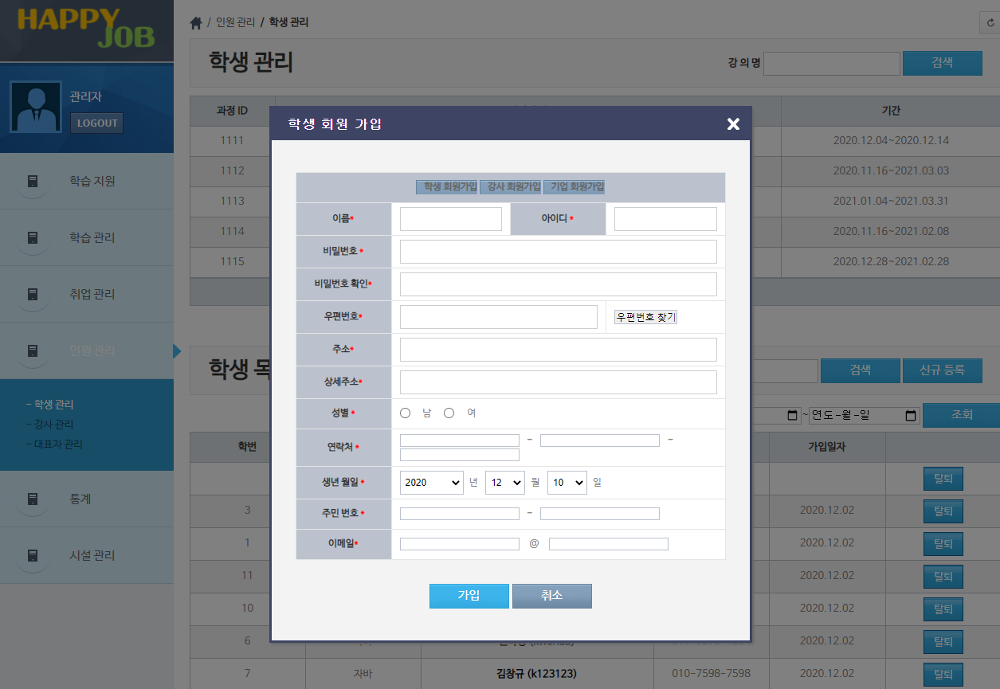 HAPPY
JOB
/ 인원 관리 / 학생 관리
학생 관리
강의명
검색
관리자
LOGOUT
학습 지원
학습 관리
취업 관리
인원 관리
- 학생 관리
- 강사 관리
- 대표자 관리
통계
시설 관리
과정 ID
기간
1111
2020.12.04~2020.12.14
1112
2020.11.16~2021.03.03
1113
2021.01.04~2021.03.31
1114
2020.11.16~2021.02.08
1115
2020.12.28~2021.02.28
학생 회원 가입
학생 회원가입 강사 회원가입 기업 회원가입
이름*
아이디 *
비밀번호 *
비밀번호 확인*
우편번호*
우편번호 찾기
주소*
상세주소*
성별 *
남 여
연락처 *
- -
생년 월일 *
2020 년 12 월 10 일
주민 번호 *
-
이메일*
@
가입 취소
학생 목
검색 신규 등록
~ 연도-월-일
조회
학번
가입일자
탈퇴
3 2020.12.02 탈퇴
1 2020.12.02 탈퇴
11 2020.12.02 탈퇴
10 2020.12.02 탈퇴
6 2020.12.02 탈퇴
7 자바 김창규 (k123123) 010-7598-7598 2020.12.02 탈퇴